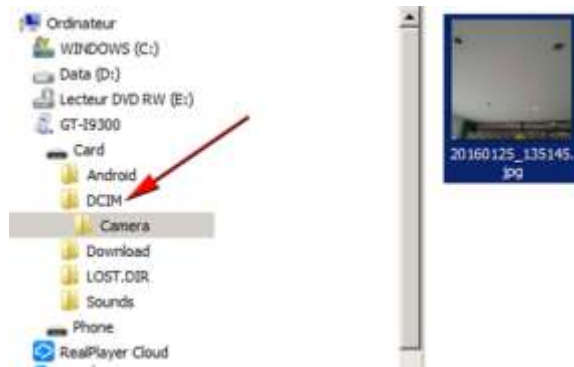 Ordinateur
WINDOWS (C:)
Data (D:)
Lecteur DVD RW (E:)
GT-I9300
Card
Android
DCIM
Camera
Download
LOST.DIR
Sounds
Phone
RealPlayer Cloud
20160125_135145.
jpg